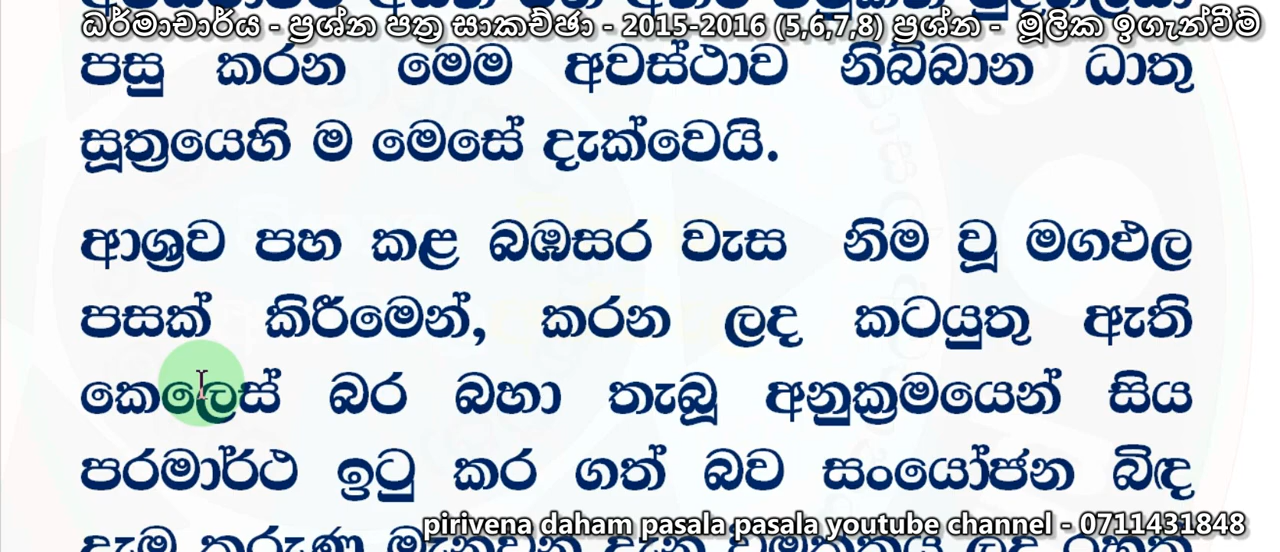 ධර්මාචාර්ය - ප්‍රශ්න පත්‍ර සාකච්ඡා - 2015-2016 (5,6,7,8) ප්‍රශ්න - මූලික ඉගැන්වීම්
පසු කරන මෙම අවස්ථාව නිබ්බාන ධාතු
සූත්‍රයෙහි ම මෙසේ දැක්වෙයි.
ආශ්‍රව පහ කළ බඹසර වැස නිම වූ මගඵල
පසක් කිරීමෙන්, කරන ලද කටයුතු ඇති
කෙලෙස් බර බහා තැබූ අනුක්‍රමයෙන් සිය
පරමාර්ථ ඉටු කර ගත් බව සංයෝජන බිඳ
pirivena daham pasala pasala youtube channel - 0711431848